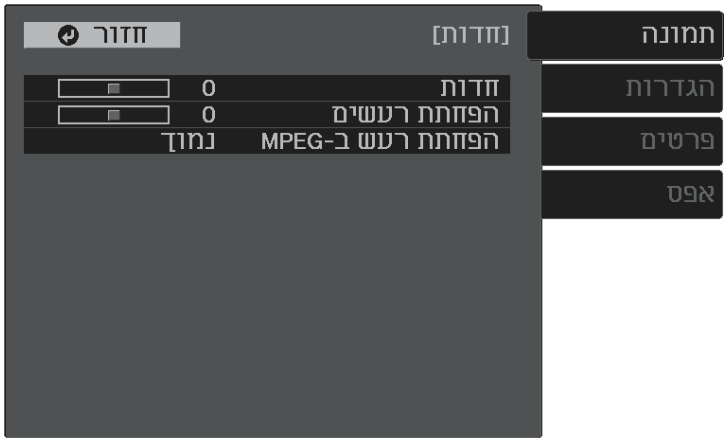 תמונה
הגדרות
פרטים
אפס
[חדות]
חזור
חדות 0
הפחתת רעשים 0
הפחתת רעש ב-MPEG נמוך